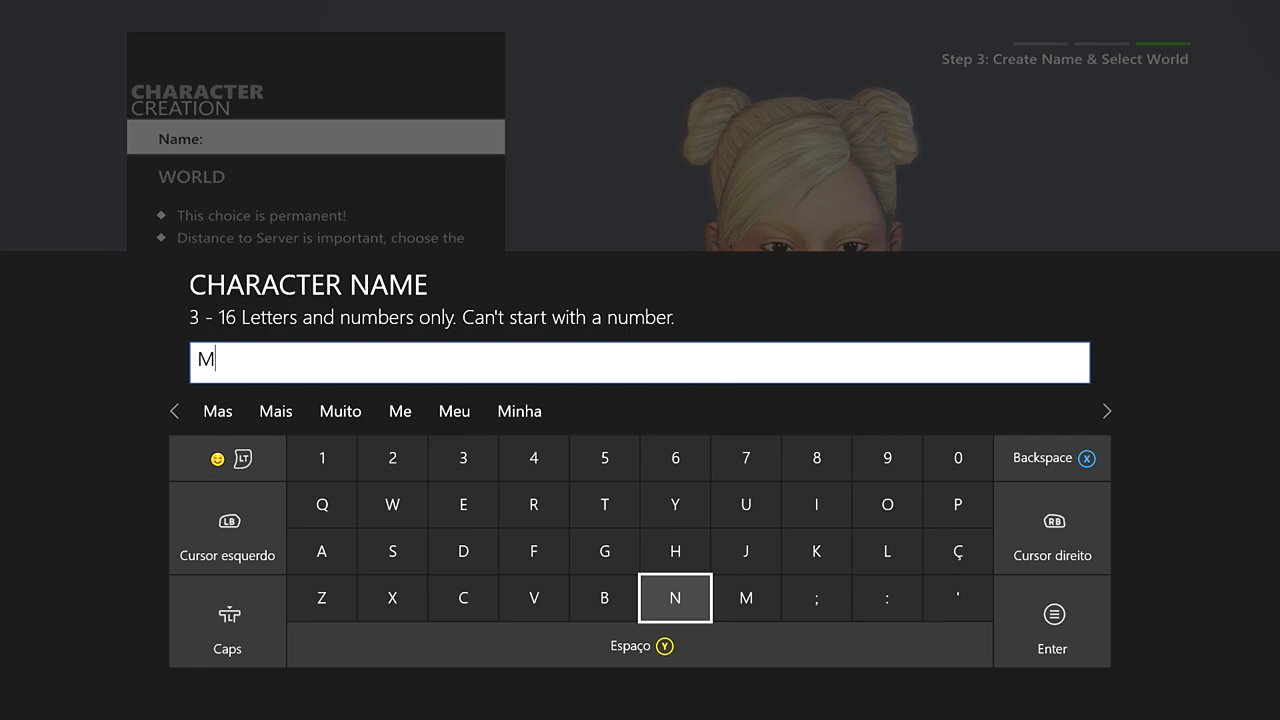 Step 3: Create Name & Select World
CHARACTER
CREATION
Name:
WORLD
This choice is permanent!
Distance to Server is important, choose the
CHARACTER NAME
3 - 16 Letters and numbers only. Can't start with a number.
M
Mas Mais Muito Me Meu Minha
LT 1 2 3 4 5 6 7 8 9 0 Backspace X
Q W E R T Y U I O P
LB Cursor esquerdo
A S D F G H J K L Ç
RB Cursor direito
Z X C V B N M ; : '
Caps
Espaço Y
Enter